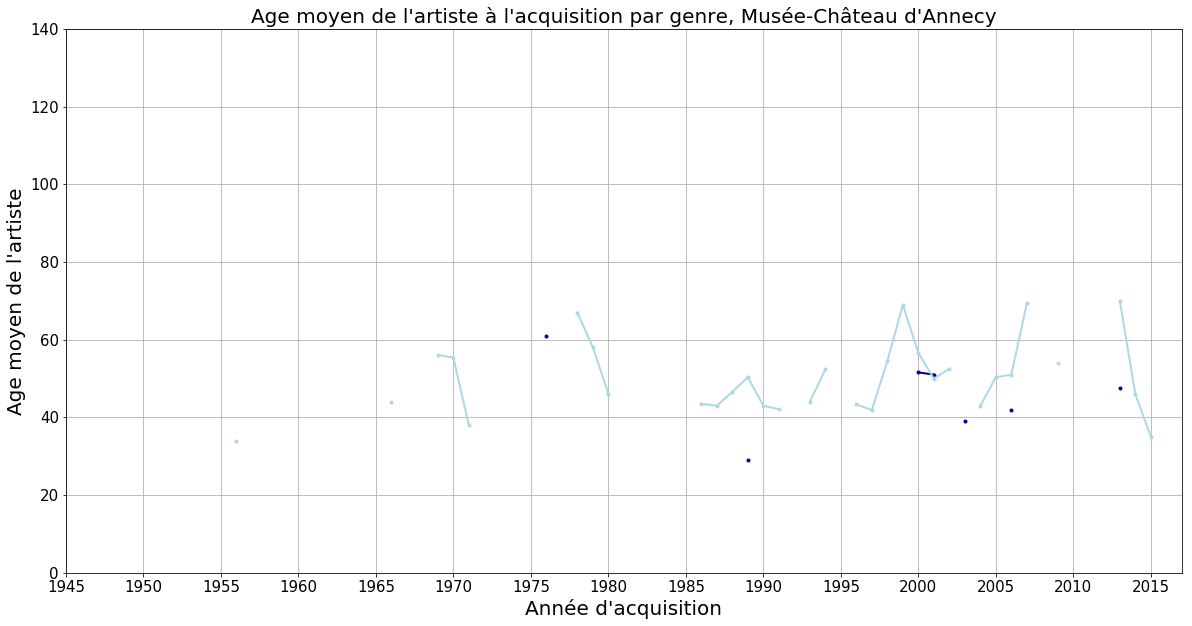 Age moyen de l'artiste à l'acquisition par genre, Musée-Château d'Annecy
140
120
100
80
60
40
20
0
Age moyen de l'artiste
1945 1950 1955 1960 1965 1970 1975 1980 1985 1990 1995 2000 2005 2010 2015
Année d'acquisition